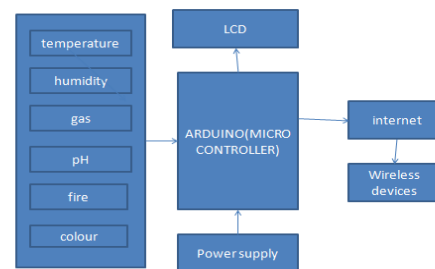 temperature
humidity
gas
pH
fire
colour
LCD
ARDUINO(MICRO
CONTROLLER)
Power supply
internet
Wireless
devices